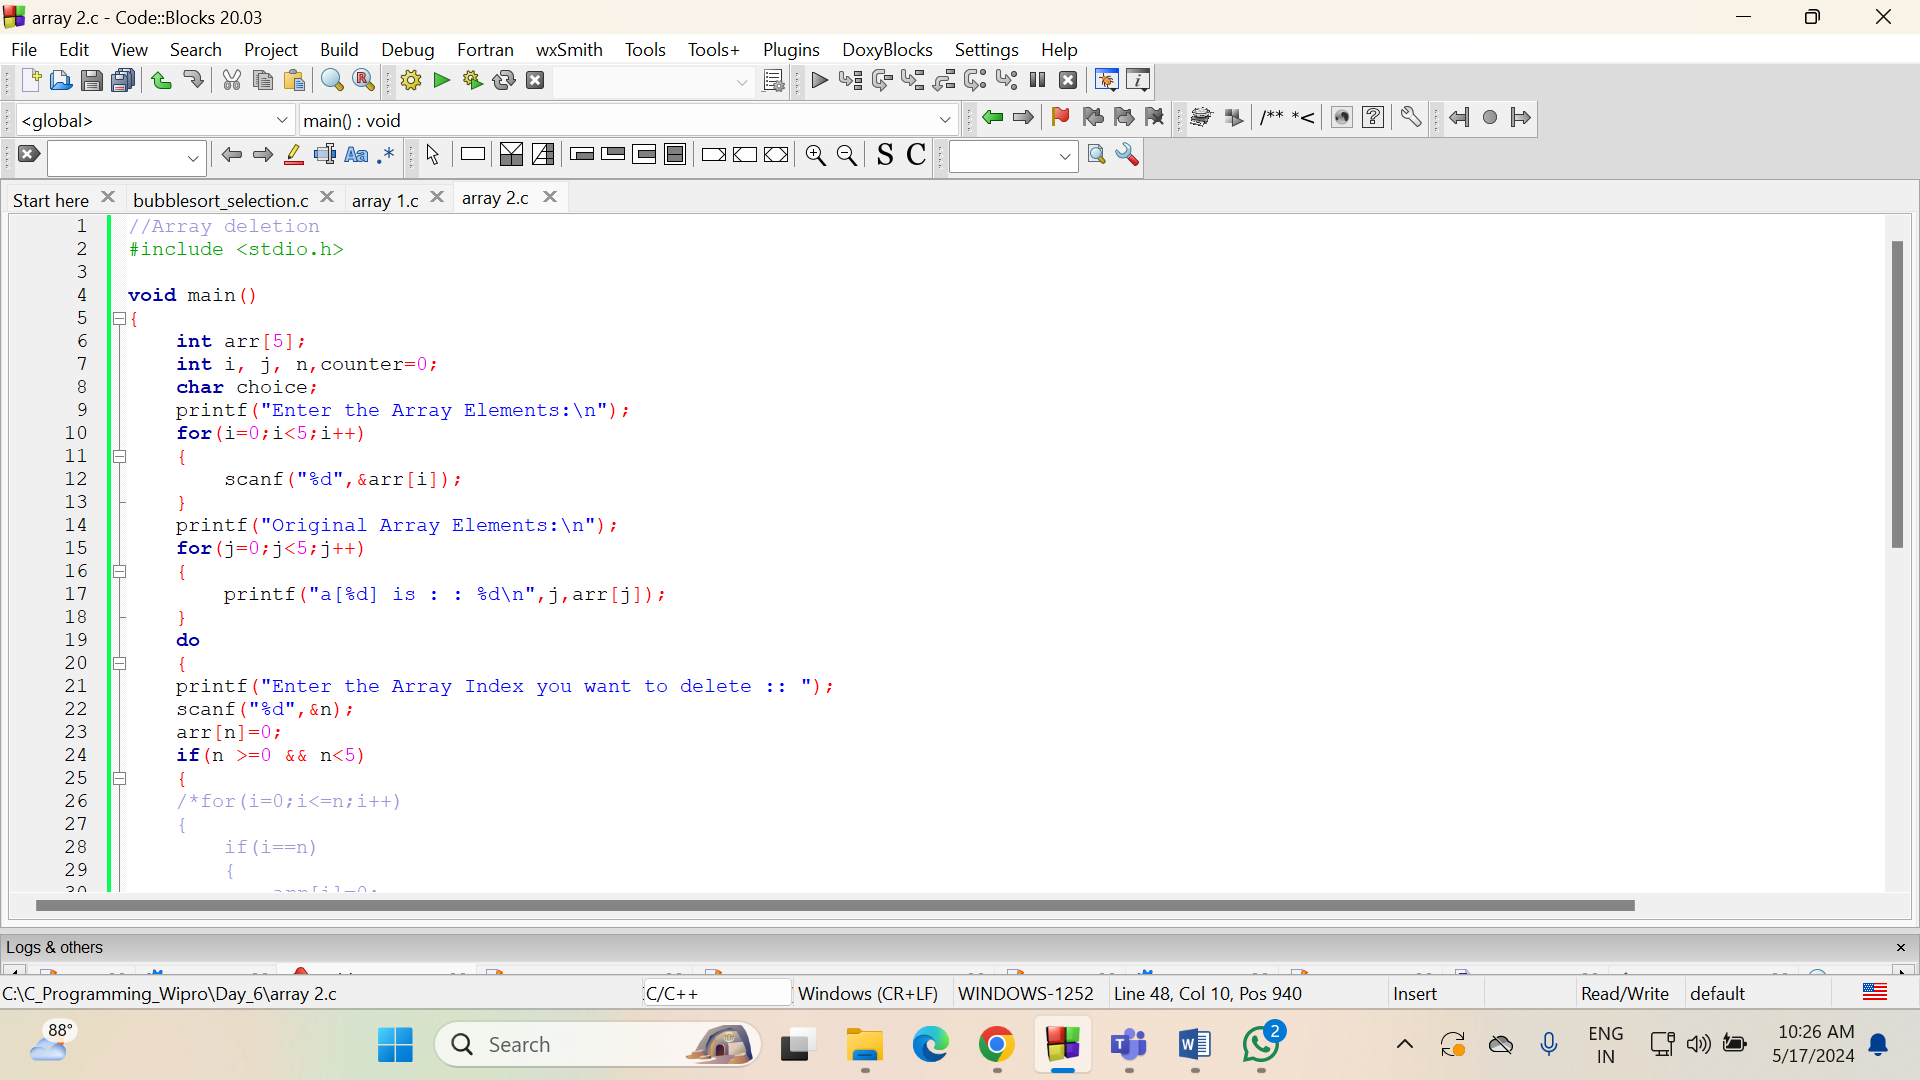 array 2.c - Code::Blocks 20.03
File Edit View Search Project Build Debug Fortran wxSmith Tools Tools+ Plugins DoxyBlocks Settings Help
<global> main() : void /** *<
Aa .* S C
Start here bubblesort_selection.c array 1.c array 2.c
1 //Array deletion
2 #include <stdio.h>
3
4 void main()
5 {
6 int arr[5];
7 int i, j, n,counter=0;
8 char choice;
9 printf("Enter the Array Elements:\n");
10 for(i=0;i<5;i++)
11 {
12 scanf("%d",&arr[i]);
13 }
14 printf("Original Array Elements:\n");
15 for(j=0;j<5;j++)
16 {
17 printf("a[%d] is : : %d\n",j,arr[j]);
18 }
19 do
20 {
21 printf("Enter the Array Index you want to delete :: ");
22 scanf("%d",&n);
23 arr[n]=0;
24 if(n >=0 && n<5)
25 {
26 /*for(i=0;i<=n;i++)
27 {
28 if(i==n)
29 {
30 arr[i]=0;
Logs & others
C:\C_Programming_Wipro\Day_6\array 2.c C/C++ Windows (CR+LF) WINDOWS-1252 Line 48, Col 10, Pos 940 Insert Read/Write default
88° Search 2 ENG IN 10:26 AM 5/17/2024